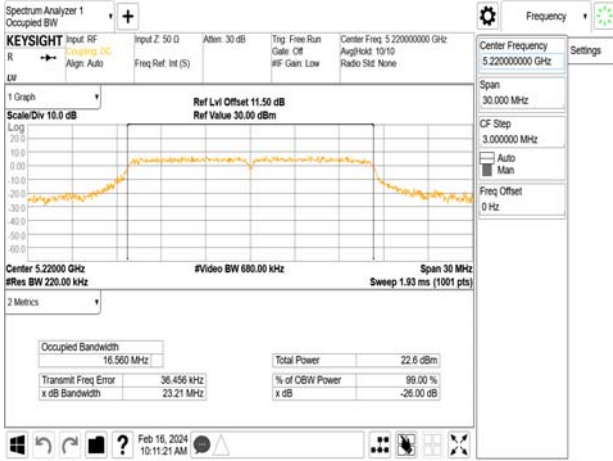 Spectrum Analyzer 1
Occupied BW
Frequency
KEYSIGHT
R
Input: RF
Coupling: DC
Align: Auto
Input Z: 50 Ω
Freq Ref: Int (S)
Atten: 30 dB
Trig: Free Run
Gate: Off
#IF Gain: Low
Center Freq: 5.220000000 GHz
Avg|Hold: 10/10
Radio Std: None
Center Frequency
5.220000000 GHz
Settings
Span
30.000 MHz
CF Step
3.000000 MHz
Auto
Man
Freq Offset
0 Hz
1 Graph
Scale/Div 10.0 dB
Ref Lvl Offset 11.50 dB
Ref Value 30.00 dBm
Log
20.0
10.0
0.00
-10.0
-20.0
-30.0
-40.0
-50.0
-60.0
Center 5.22000 GHz
#Res BW 220.00 kHz
#Video BW 680.00 kHz
Span 30 MHz
Sweep 1.93 ms (1001 pts)
2 Metrics
Occupied Bandwidth
16.560 MHz
Total Power 22.6 dBm
Transmit Freq Error 36.456 kHz
% of OBW Power 99.00 %
x dB Bandwidth 23.21 MHz
x dB -26.00 dB
Feb 16, 2024
10:11:21 AM